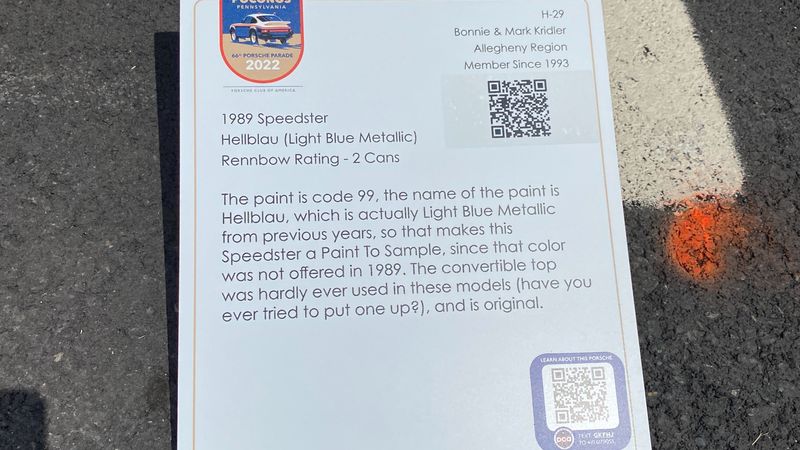 POCONOS
PENNSYLVANIA
66TH PORSCHE PARADE
2022
PORSCHE CLUB OF AMERICA
H-29
Bonnie & Mark Kridler
Allegheny Region
Member Since 1993
1989 Speedster
Hellblau (Light Blue Metallic)
Rennbow Rating - 2 Cans
The paint is code 99, the name of the paint is
Hellblau, which is actually Light Blue Metallic
from previous years, so that makes this
Speedster a Paint To Sample, since that color
was not offered in 1989. The convertible top
was hardly ever used in these models (have you
ever tried to put one up?), and is original.
LEARN ABOUT THIS PORSCHE
pca
TEXT
TO